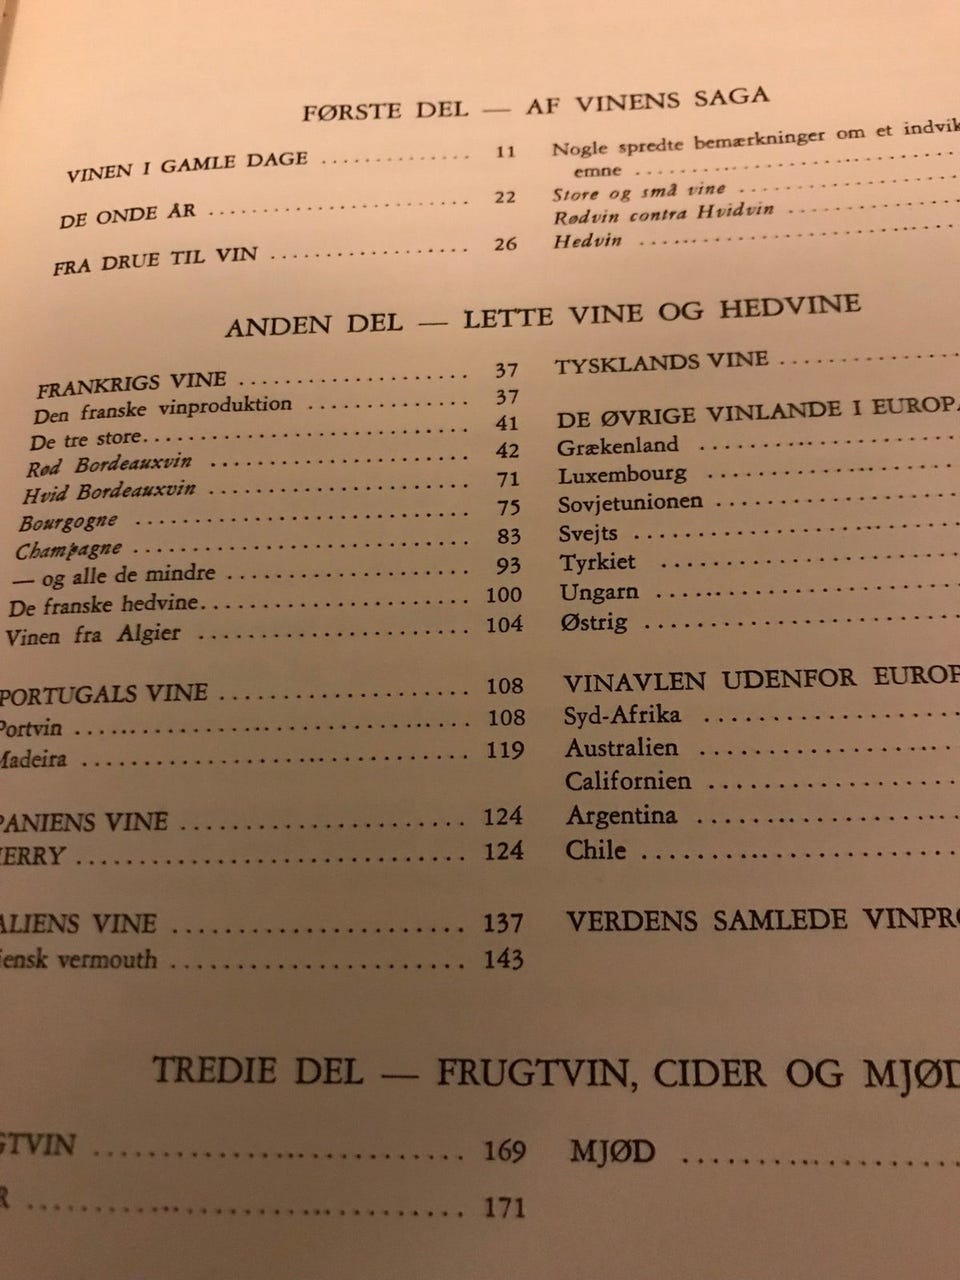 FØRSTE DEL — AF VINENS SAGA
VINEN I GAMLE DAGE .................. 11
DE ONDE ÅR .................. 22
FRA DRUE TIL VIN .................. 26
Nogle spredte bemærkninger om et indvik
emne ..................
Store og små vine ..................
Rødvin contra Hvidvin ..................
Hedvin ..................
ANDEN DEL — LETTE VINE OG HEDVINE
FRANKRIGS VINE .................. 37
Den franske vinproduktion .................. 37
De tre store .................. 41
Rød Bordeauxvin .................. 42
Hvid Bordeauxvin .................. 71
Bourgogne .................. 75
Champagne .................. 83
— og alle de mindre .................. 93
De franske hedvine .................. 100
Vinen fra Algier .................. 104
PORTUGALS VINE .................. 108
Portvin .................. 108
Madeira .................. 119
PANIENS VINE .................. 124
ERRY .................. 124
ALIENS VINE .................. 137
iensk vermouth .................. 143
TYSKLANDS VINE ..................
DE ØVRIGE VINLANDE I EUROPA
Grækenland ..................
Luxembourg ..................
Sovjetunionen ..................
Svejts ..................
Tyrkiet ..................
Ungarn ..................
Østrig ..................
VINAVLEN UDENFOR EUROP
Syd-Afrika ..................
Australien ..................
Californien ..................
Argentina ..................
Chile ..................
VERDENS SAMLEDE VINPRO
TREDIE DEL — FRUGTVIN, CIDER OG MJØD
GTVIN .................. 169
R .................. 171
MJØD ..................